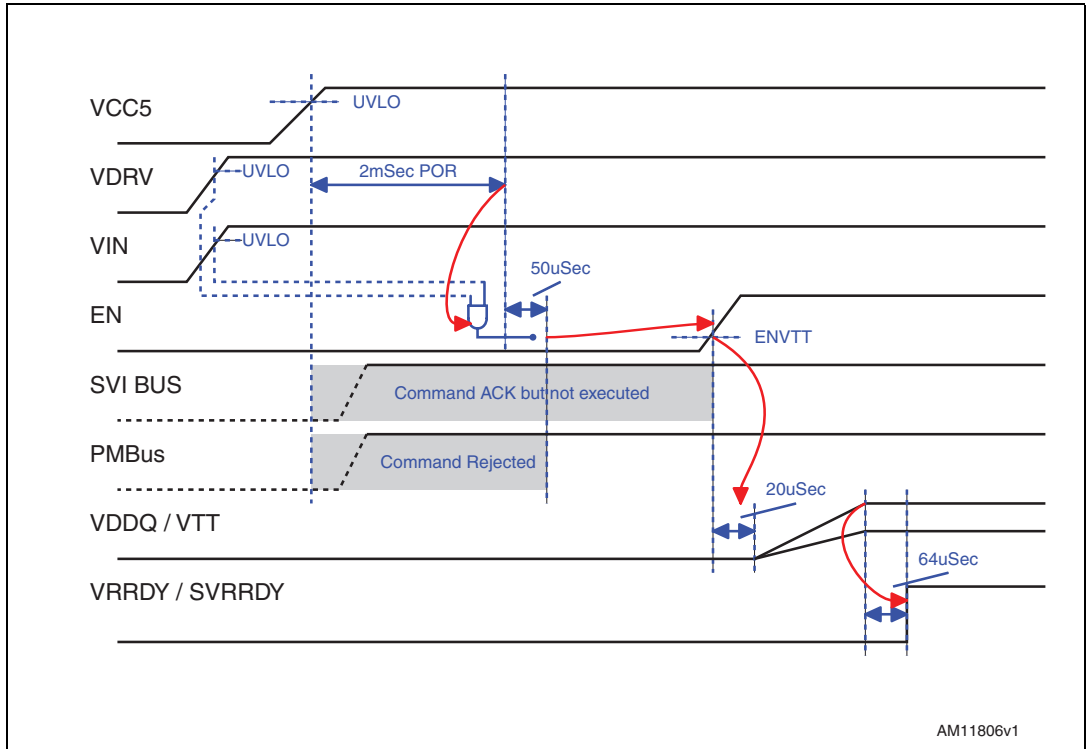 VCC5
UVLO
VDRV
UVLO
2mSec POR
VIN
UVLO
50uSec
EN
ENVTT
SVI BUS
Command ACK but not executed
PMBus
Command Rejected
20uSec
VDDQ / VTT
64uSec
VRRDY / SVRRDY
AM11806v1